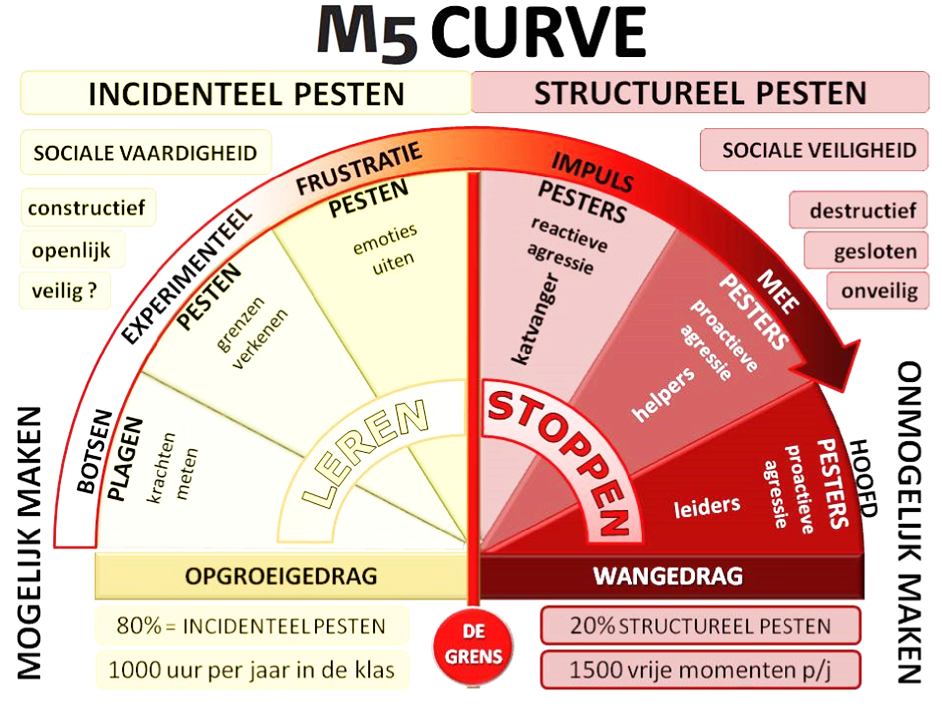 M5 CURVE
INCIDENTEEL PESTEN
STRUCTUREEL PESTEN
SOCIALE VAARDIGHEID
constructief
openlijk
veilig ?
SOCIALE VEILIGHEID
destructief
gesloten
onveilig
MOGELIJK MAKEN
BOTSEN
PLAGEN
krachten
meten
EXPERIMENTEEL
PESTEN
grenzen
verkenen
FRUSTRATIE
PESTEN
emoties
uiten
IMPULS
PESTERS
reactieve
agressie
katvanger
MEE
PESTERS
proactieve
agressie
helpers
HOOFD
PESTERS
proactieve
agressie
leiders
ONMOGELIJK MAKEN
LEREN
STOPPEN
OPGROEIGEDRAG
WANGEDRAG
80% = INCIDENTEEL PESTEN
1000 uur per jaar in de klas
DE
GRENS
20% STRUCTUREEL PESTEN
1500 vrije momenten p/j